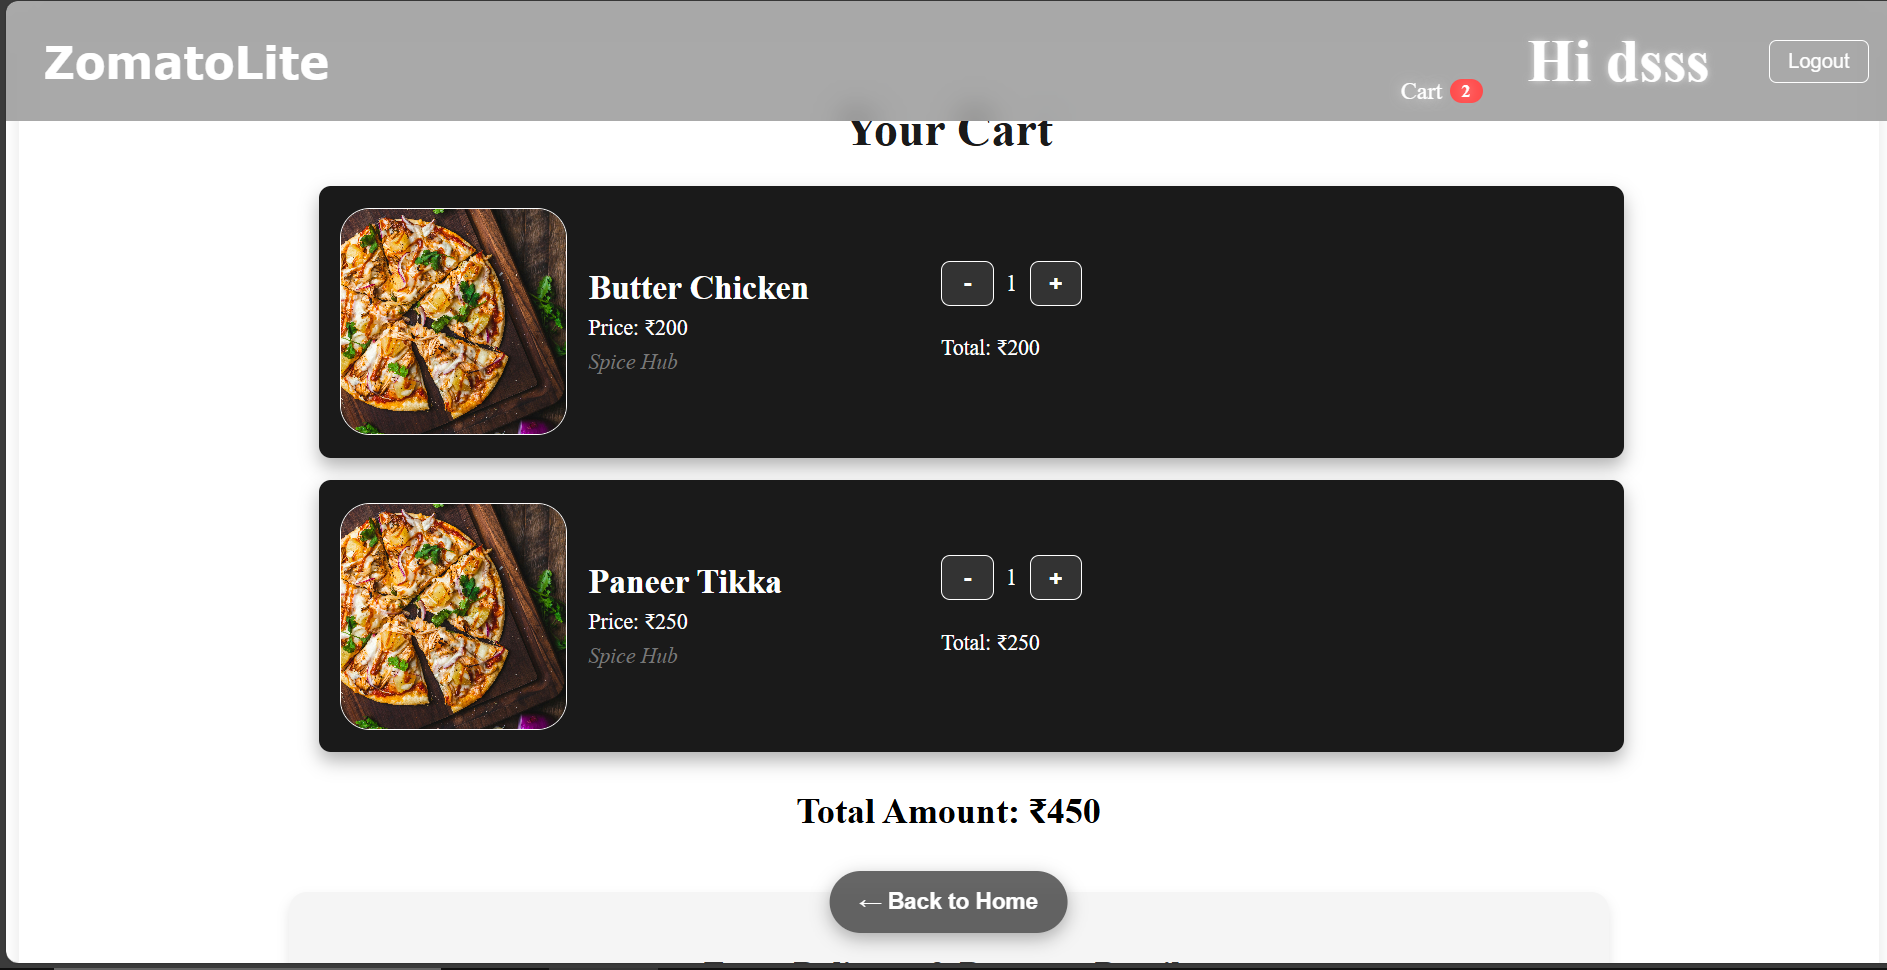 ZomatoLite
Cart 2
Hi dsss
Logout
Your Cart
Butter Chicken
Price: ₹200
Spice Hub
- 1 +
Total: ₹200
Paneer Tikka
Price: ₹250
Spice Hub
- 1 +
Total: ₹250
Total Amount: ₹450
← Back to Home